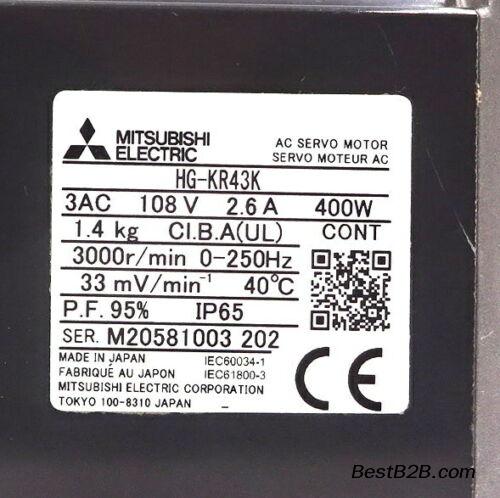 MITSUBISHI
ELECTRIC
AC SERVO MOTOR
SERVO MOTEUR AC
HG-KR43K
3AC 108 V 2.6 A 400W
1.4 kg CI.B.A(UL) CONT
3000r/min 0-250Hz
33 mV/min⁻¹ 40℃
P.F. 95% IP65
SER. M20581003 202
MADE IN JAPAN IEC60034-1
FABRIQUÉ AU JAPON IEC61800-3
MITSUBISHI ELECTRIC CORPORATION
TOKYO 100-8310 JAPAN
CE
BestB2B.com